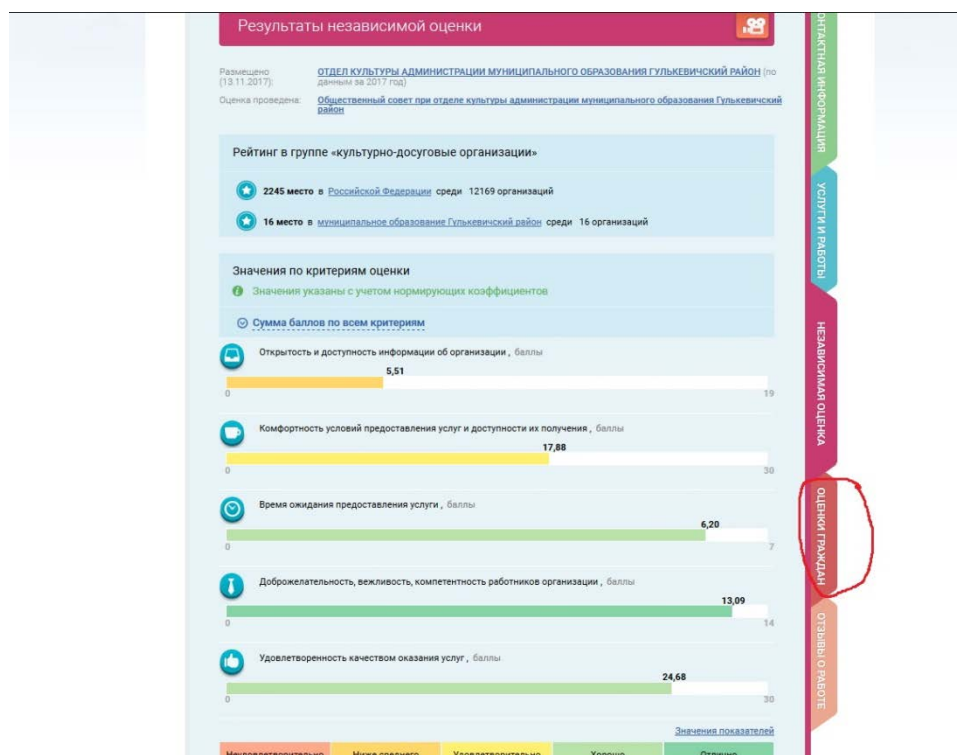 Результаты независимой оценки
Размещено
(13.11.2017):
ОТДЕЛ КУЛЬТУРЫ АДМИНИСТРАЦИИ МУНИЦИПАЛЬНОГО ОБРАЗОВАНИЯ ГУЛЬКЕВИЧСКИЙ РАЙОН (по
данным за 2017 год)
Оценка проведена:
Общественный совет при отделе культуры администрации муниципального образования Гулькевичский
район
Рейтинг в группе «культурно-досуговые организации»
2245 место в Российской Федерации среди 12169 организаций
16 место в муниципальное образование Гулькевичский район среди 16 организаций
Значения по критериям оценки
Значения указаны с учетом нормирующих коэффициентов
Сумма баллов по всем критериям
Открытость и доступность информации об организации , баллы
5,51
0 19
Комфортность условий предоставления услуг и доступности их получения , баллы
17,88
0 30
Время ожидания предоставления услуги , баллы
6,20
0 7
Доброжелательность, вежливость, компетентность работников организации , баллы
13,09
0 14
Удовлетворенность качеством оказания услуг , баллы
24,68
0 30
Значения показателей
Неудовлетворительно Ниже среднего Удовлетворительно Хорошо Отлично
ОНТАКТНАЯ ИНФОРМАЦИЯ
УСЛУГИ И РАБОТЫ
НЕЗАВИСИМАЯ ОЦЕНКА
ОЦЕНКИ ГРАЖДАН
ОТЗЫВЫ О РАБОТЕ